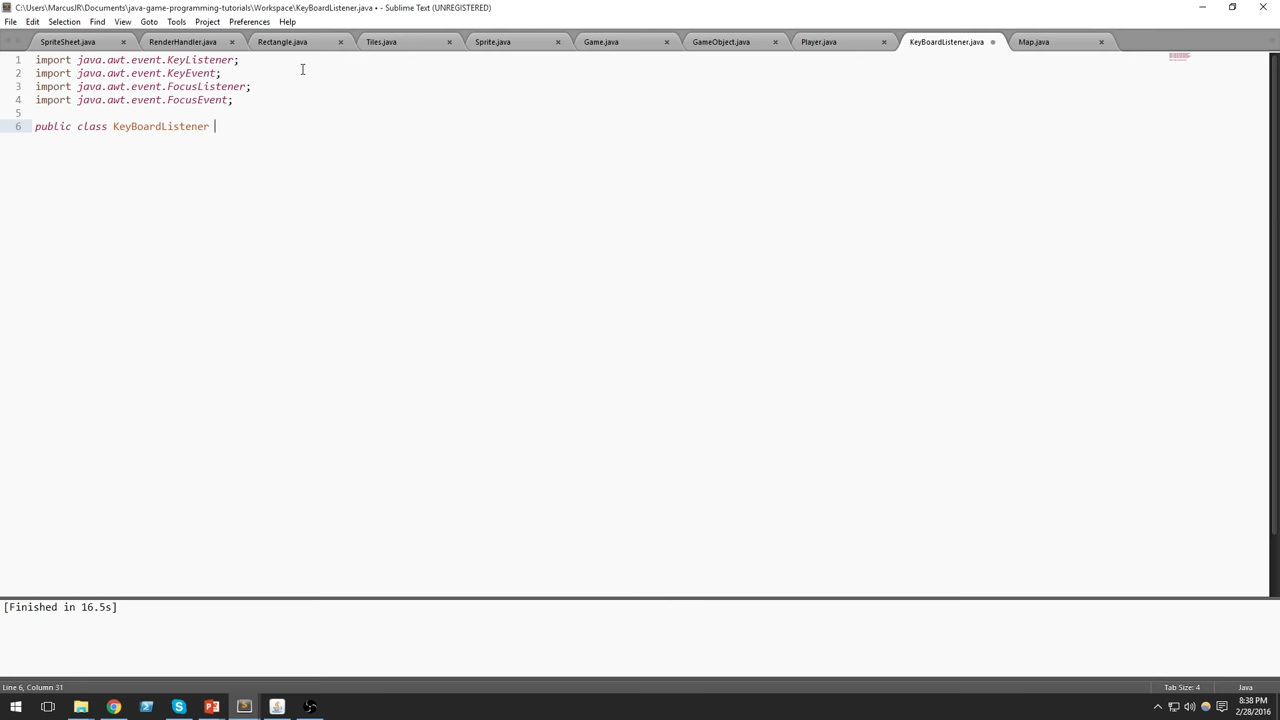 C:\Users\MarcusJR\Documents\java-game-programming-tutorials\Workspace\KeyBoardListener.java • - Sublime Text (UNREGISTERED)
File Edit Selection Find View Goto Tools Project Preferences Help
SpriteSheet.java RenderHandler.java Rectangle.java Tiles.java Sprite.java Game.java GameObject.java Player.java KeyBoardListener.java Map.java
1 import java.awt.event.KeyListener;
2 import java.awt.event.KeyEvent;
3 import java.awt.event.FocusListener;
4 import java.awt.event.FocusEvent;
5
6 public class KeyBoardListener
[Finished in 16.5s]
Line 6, Column 31 Tab Size: 4 Java
8:38 PM
2/28/2016